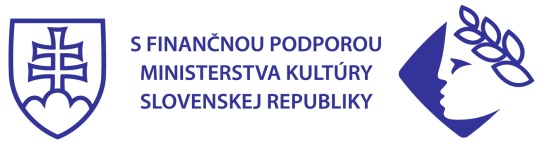 S FINANČNOU PODPOROU
MINISTERSTVA KULTÚRY
SLOVENSKEJ REPUBLIKY